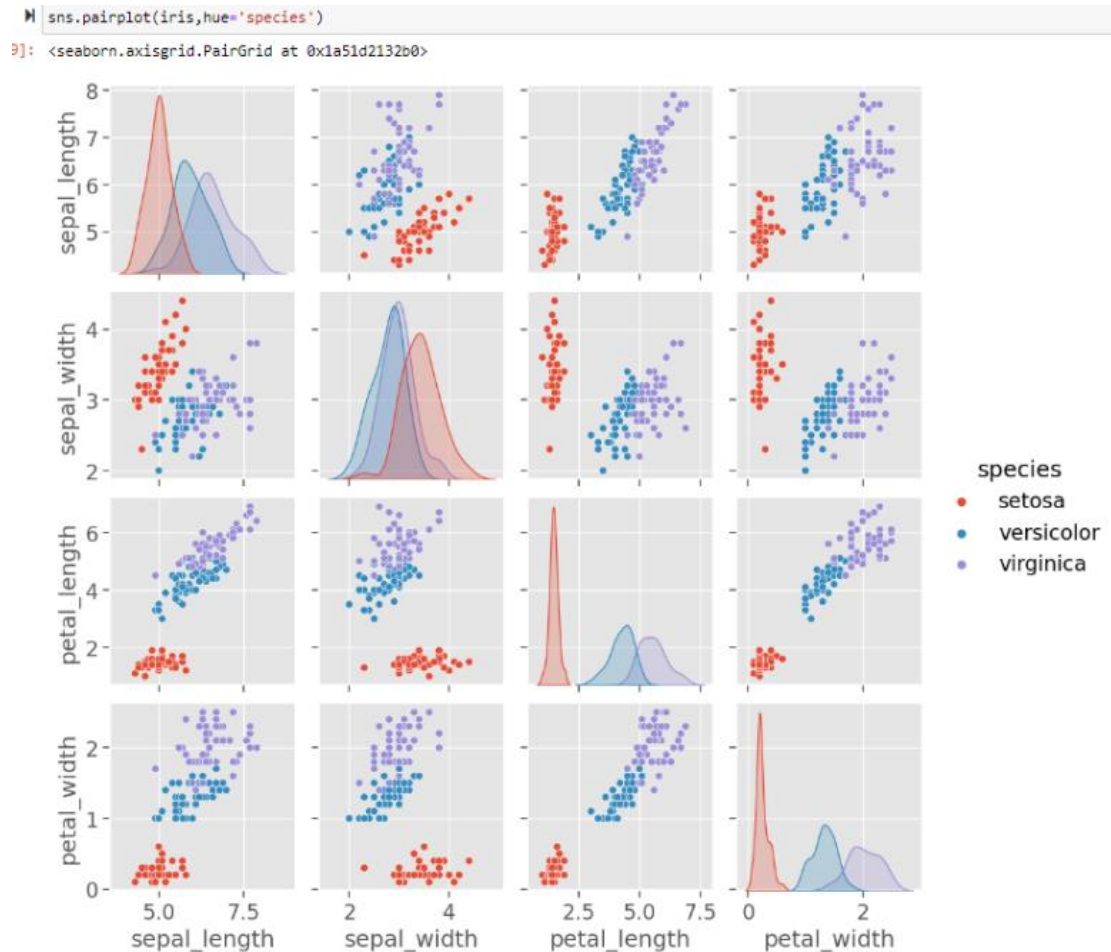 sns.pairplot(iris,hue='species')
9]: <seaborn.axisgrid.PairGrid at 0x1a51d2132b0>
sepal_length
8
7
6
5
sepal_width
4
3
2
petal_length
6
4
2
petal_width
2
1
0
5.0 7.5 2 4 2.5 5.0 7.5 0 2
sepal_length sepal_width petal_length petal_width
species
setosa
versicolor
virginica